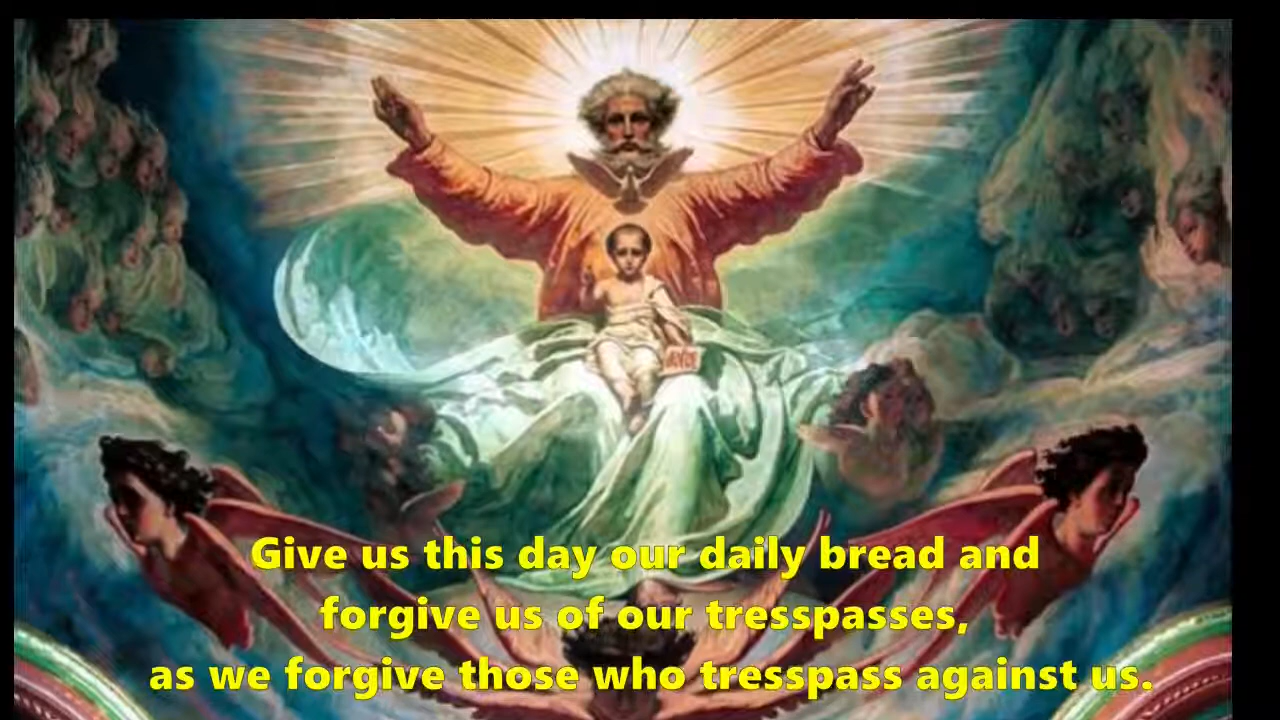 Give us this day our daily bread and
forgive us of our tresspasses,
as we forgive those who tresspass against us.